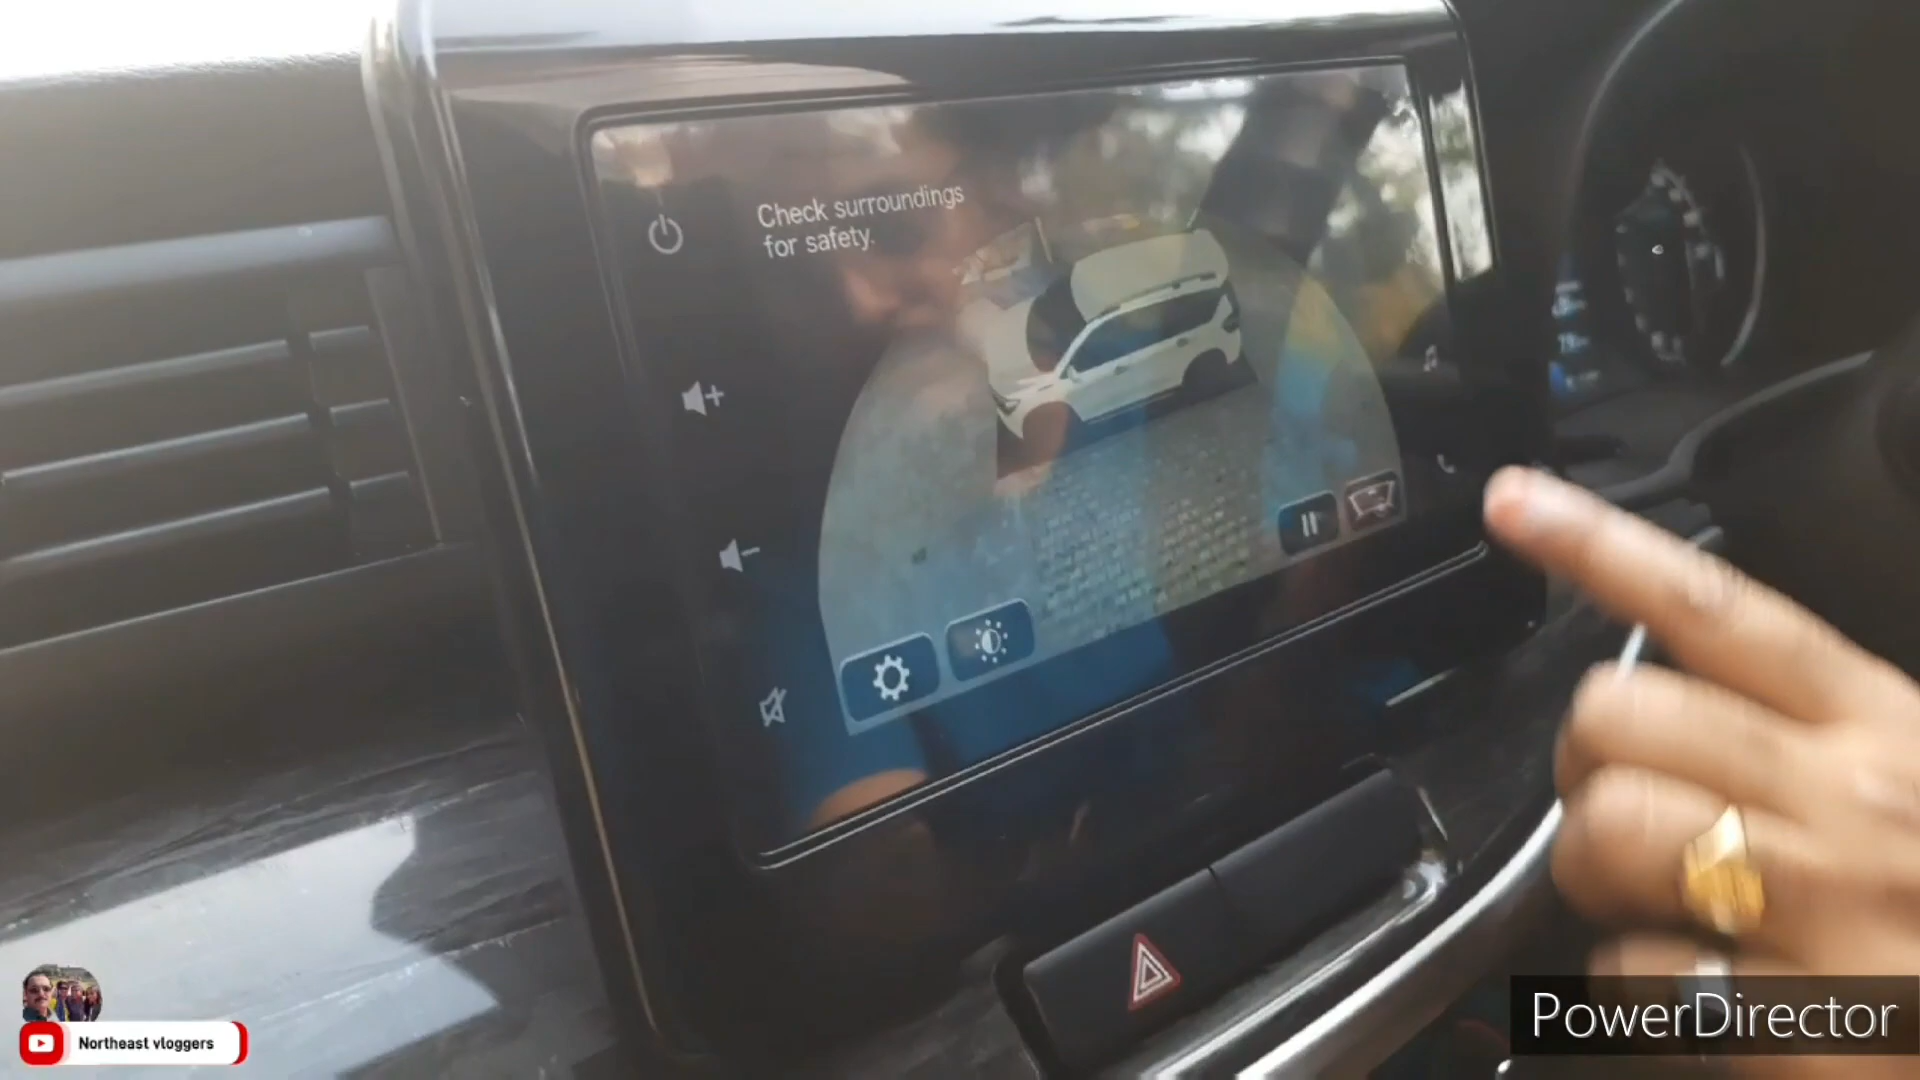 Check surroundings
for safety.
Northeast vloggers
PowerDirector